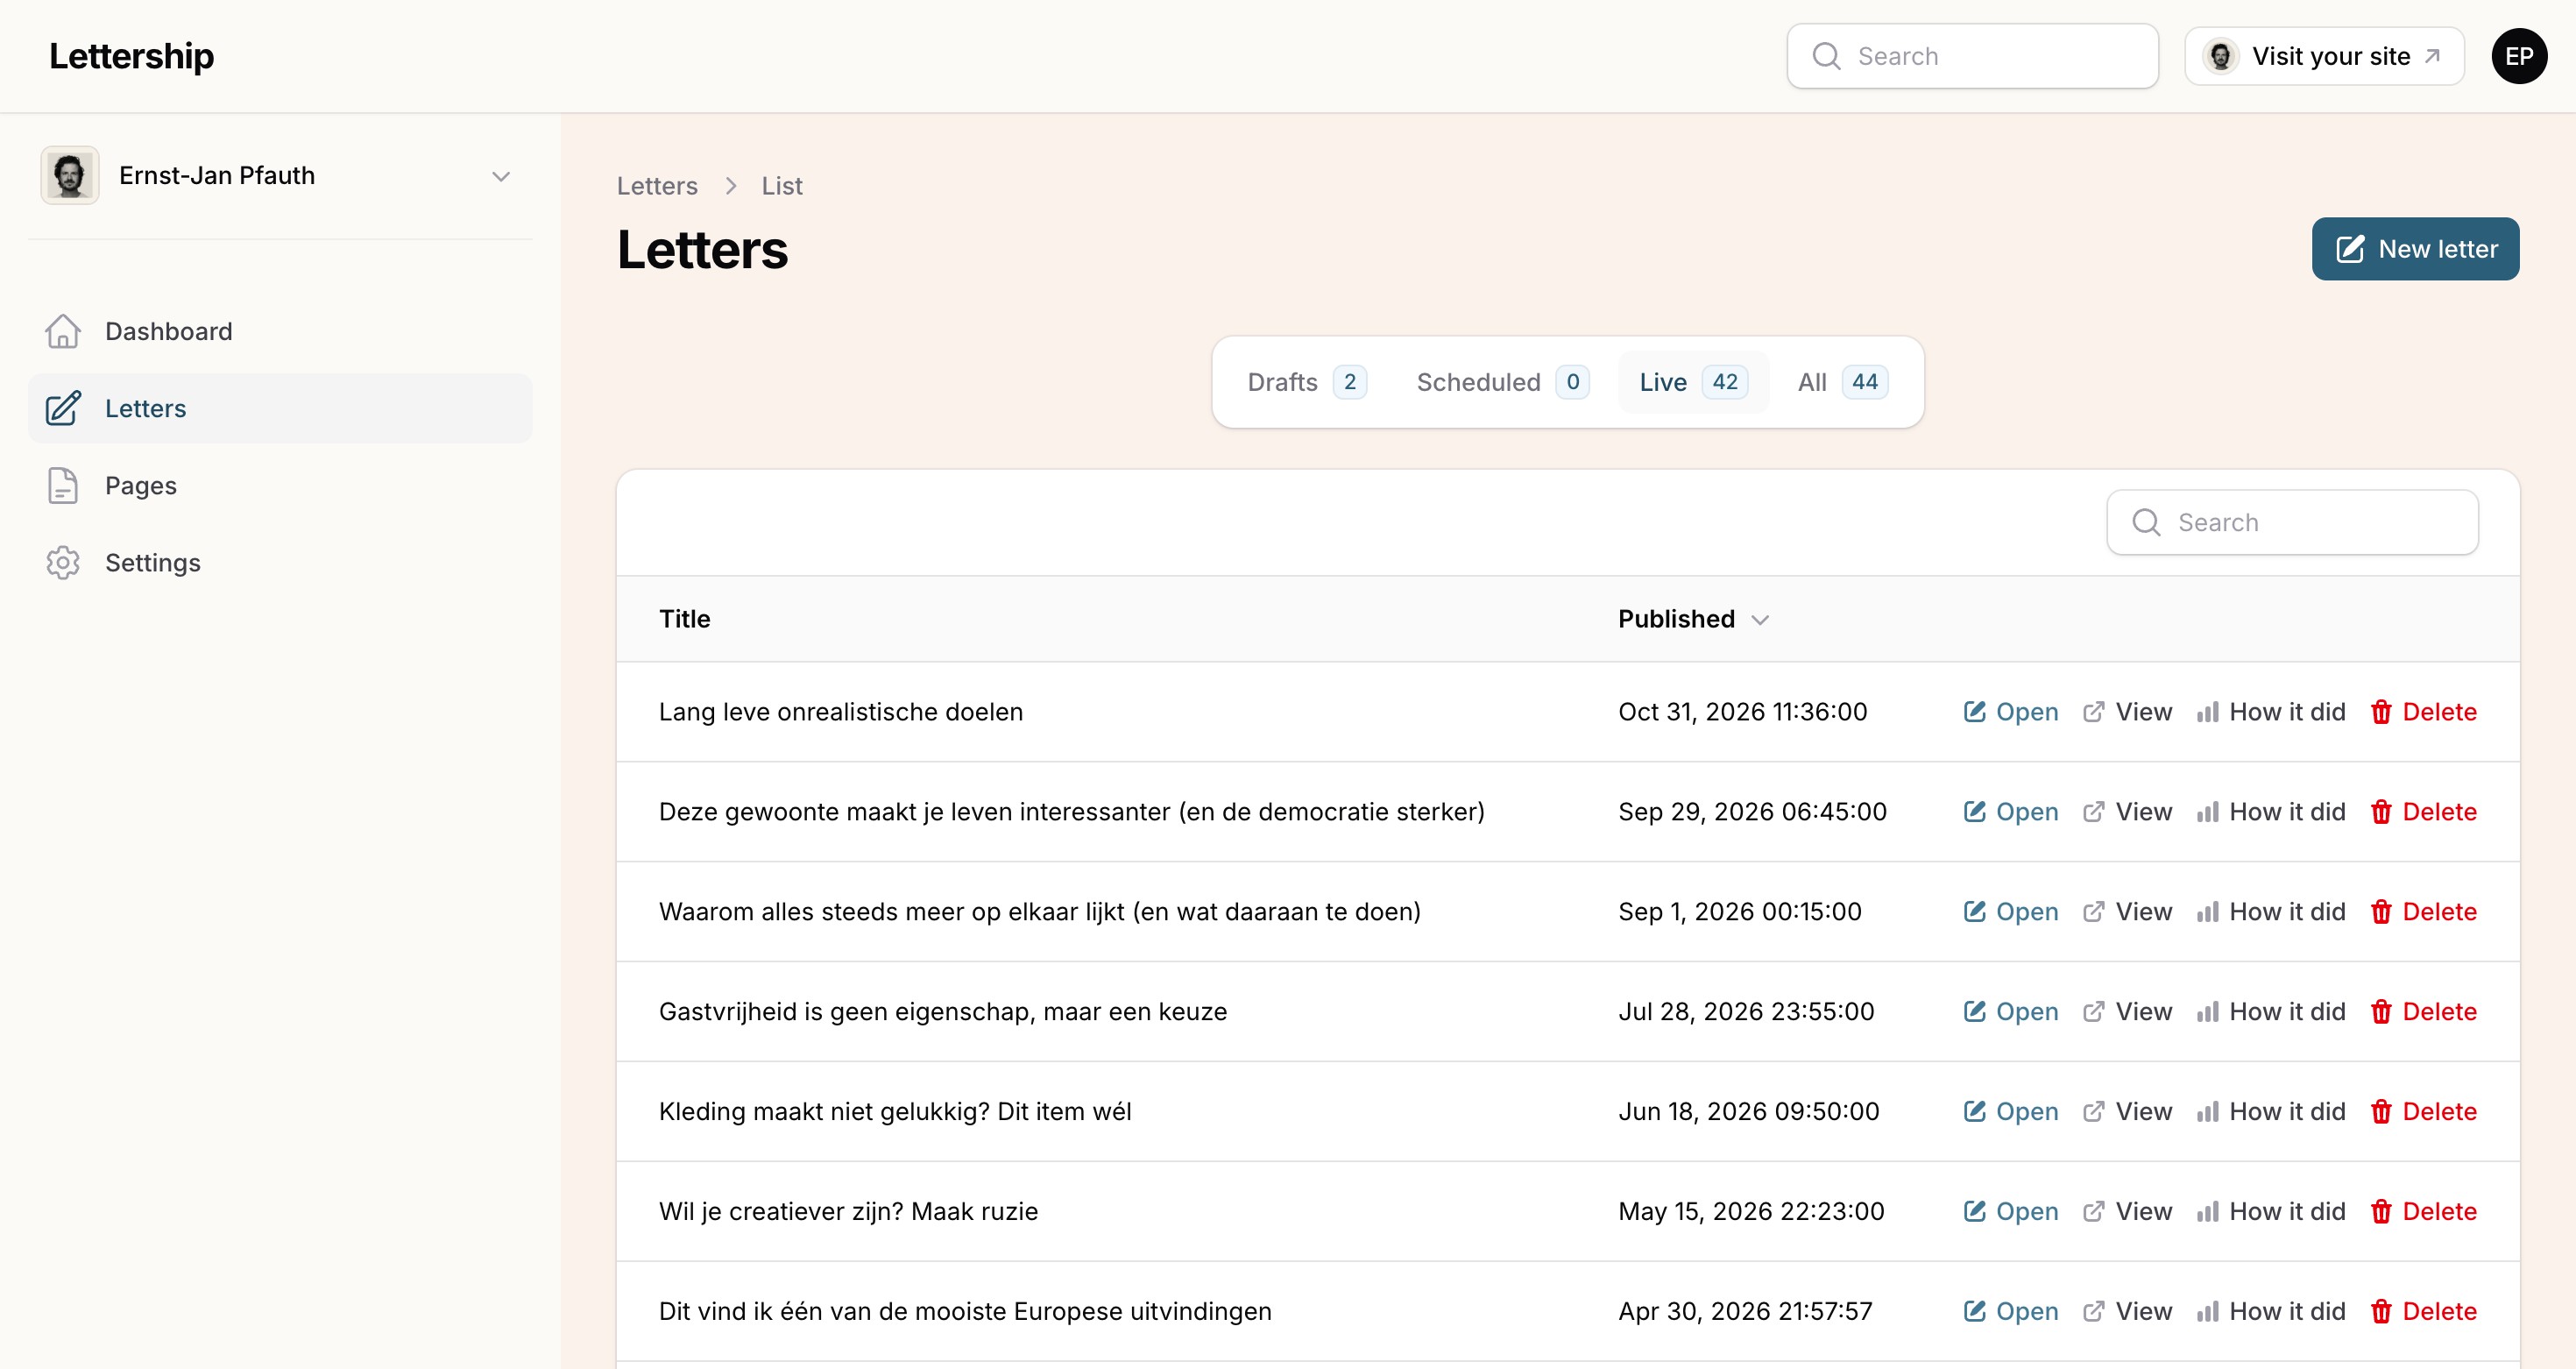 Lettership
Search
Visit your site
EP
Ernst-Jan Pfauth
Dashboard
Letters
Pages
Settings
Letters > List
Letters
New letter
Drafts 2 Scheduled 0 Live 42 All 44
Search
Title Published
Lang leve onrealistische doelen Oct 31, 2026 11:36:00 Open View How it did Delete
Deze gewoonte maakt je leven interessanter (en de democratie sterker) Sep 29, 2026 06:45:00 Open View How it did Delete
Waarom alles steeds meer op elkaar lijkt (en wat daaraan te doen) Sep 1, 2026 00:15:00 Open View How it did Delete
Gastvrijheid is geen eigenschap, maar een keuze Jul 28, 2026 23:55:00 Open View How it did Delete
Kleding maakt niet gelukkig? Dit item wél Jun 18, 2026 09:50:00 Open View How it did Delete
Wil je creatiever zijn? Maak ruzie May 15, 2026 22:23:00 Open View How it did Delete
Dit vind ik één van de mooiste Europese uitvindingen Apr 30, 2026 21:57:57 Open View How it did Delete